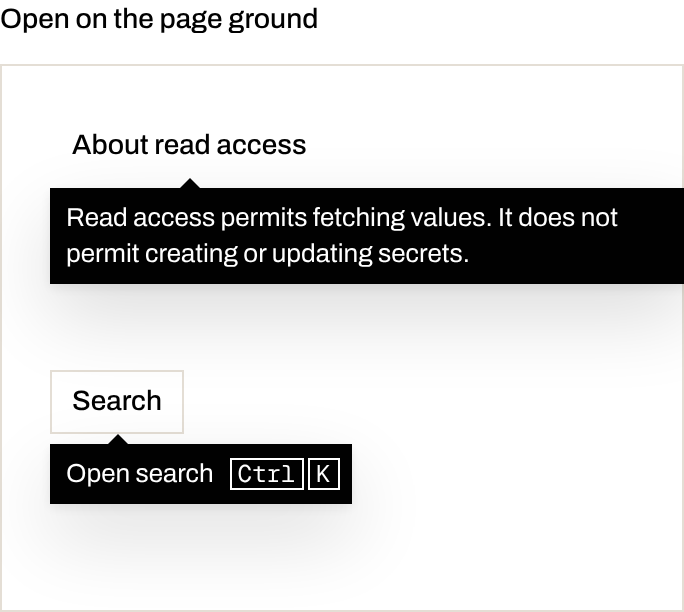 Open on the page ground
About read access
Read access permits fetching values. It does not
permit creating or updating secrets.
Search
Open search Ctrl K